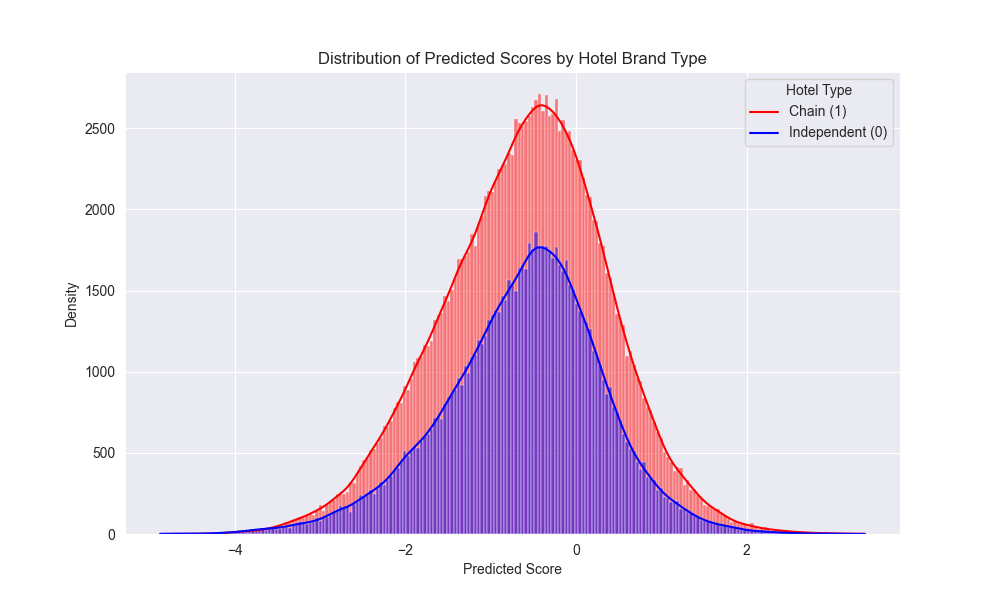 Distribution of Predicted Scores by Hotel Brand Type
Hotel Type
Chain (1)
Independent (0)
Density
2500
2000
1500
1000
500
0
−4
−2
0
2
Predicted Score